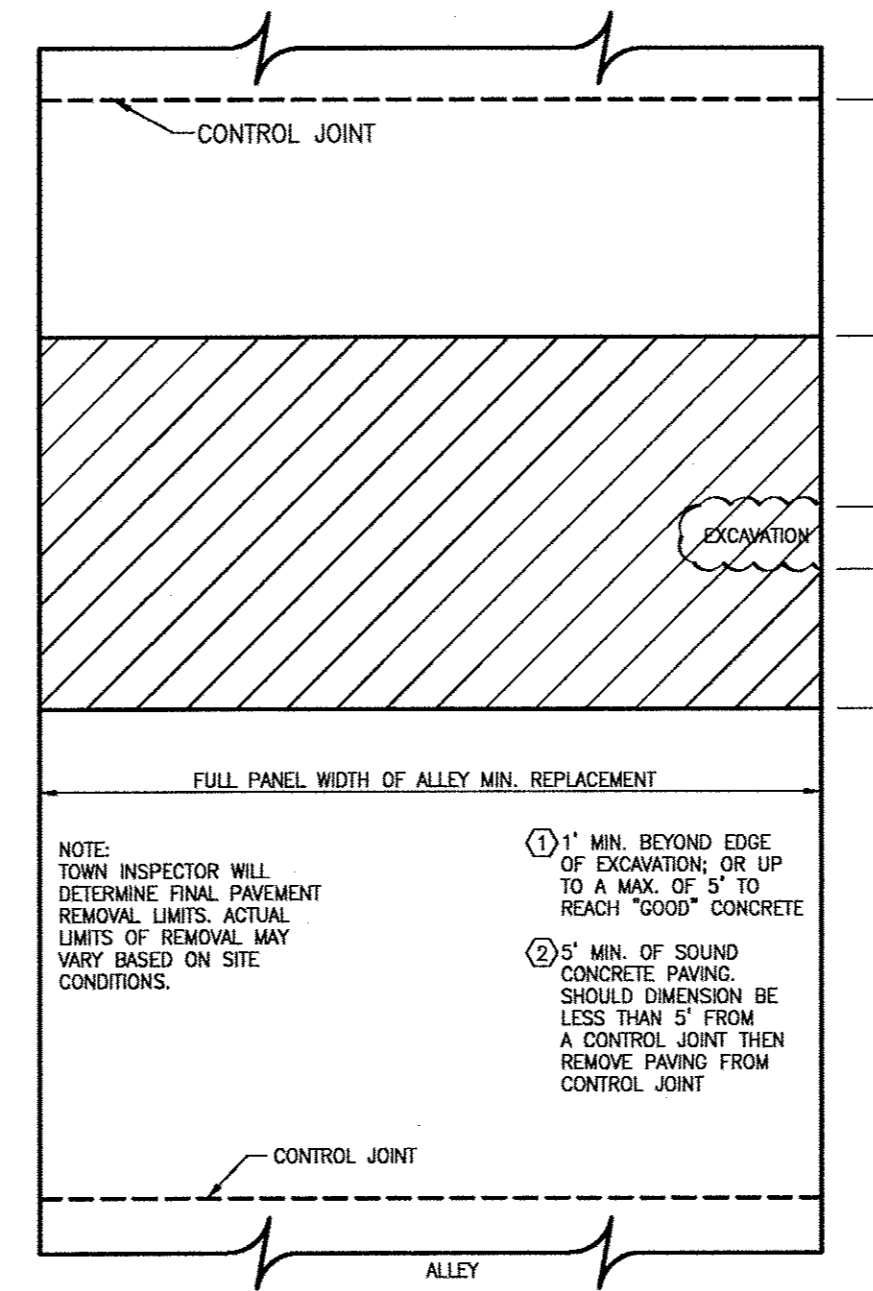 CONTROL JOINT
EXCAVATION
FULL PANEL WIDTH OF ALLEY MIN. REPLACEMENT
NOTE:
TOWN INSPECTOR WILL
DETERMINE FINAL PAVEMENT
REMOVAL LIMITS. ACTUAL
LIMITS OF REMOVAL MAY
VARY BASED ON SITE
CONDITIONS.
1 1' MIN. BEYOND EDGE
OF EXCAVATION; OR UP
TO A MAX. OF 5' TO
REACH "GOOD" CONCRETE
2 5' MIN. OF SOUND
CONCRETE PAVING.
SHOULD DIMENSION BE
LESS THAN 5' FROM
A CONTROL JOINT THEN
REMOVE PAVING FROM
CONTROL JOINT
CONTROL JOINT
ALLEY